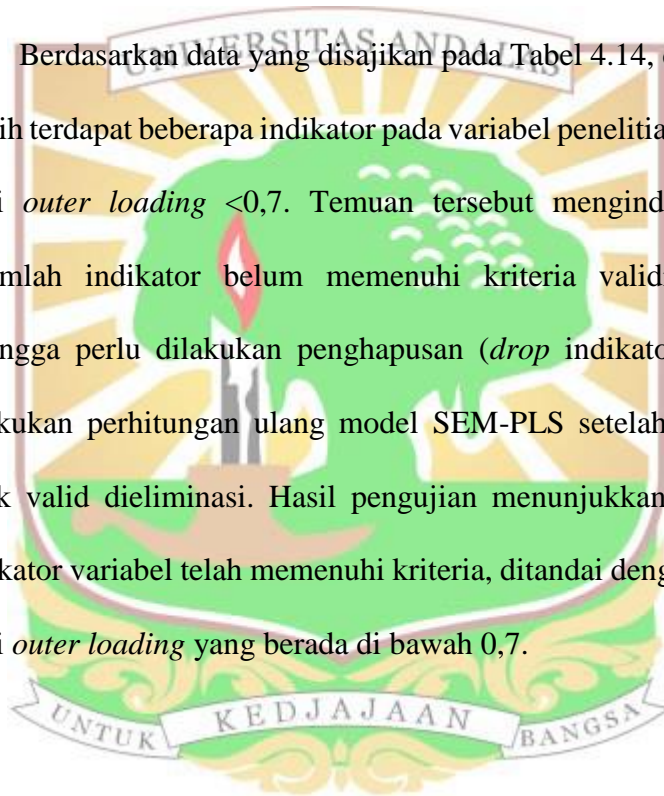 UNIVERSITAS ANDALAS
Berdasarkan data yang disajikan pada Tabel 4.14,
ih terdapat beberapa indikator pada variabel penelitia
i outer loading <0,7. Temuan tersebut mengind
mlah indikator belum memenuhi kriteria valid
ngga perlu dilakukan penghapusan (drop indikato
kukan perhitungan ulang model SEM-PLS setelah
k valid dieliminasi. Hasil pengujian menunjukkan
kator variabel telah memenuhi kriteria, ditandai deng
i outer loading yang berada di bawah 0,7.
UNTUK KEDJAJAAN BANGSA